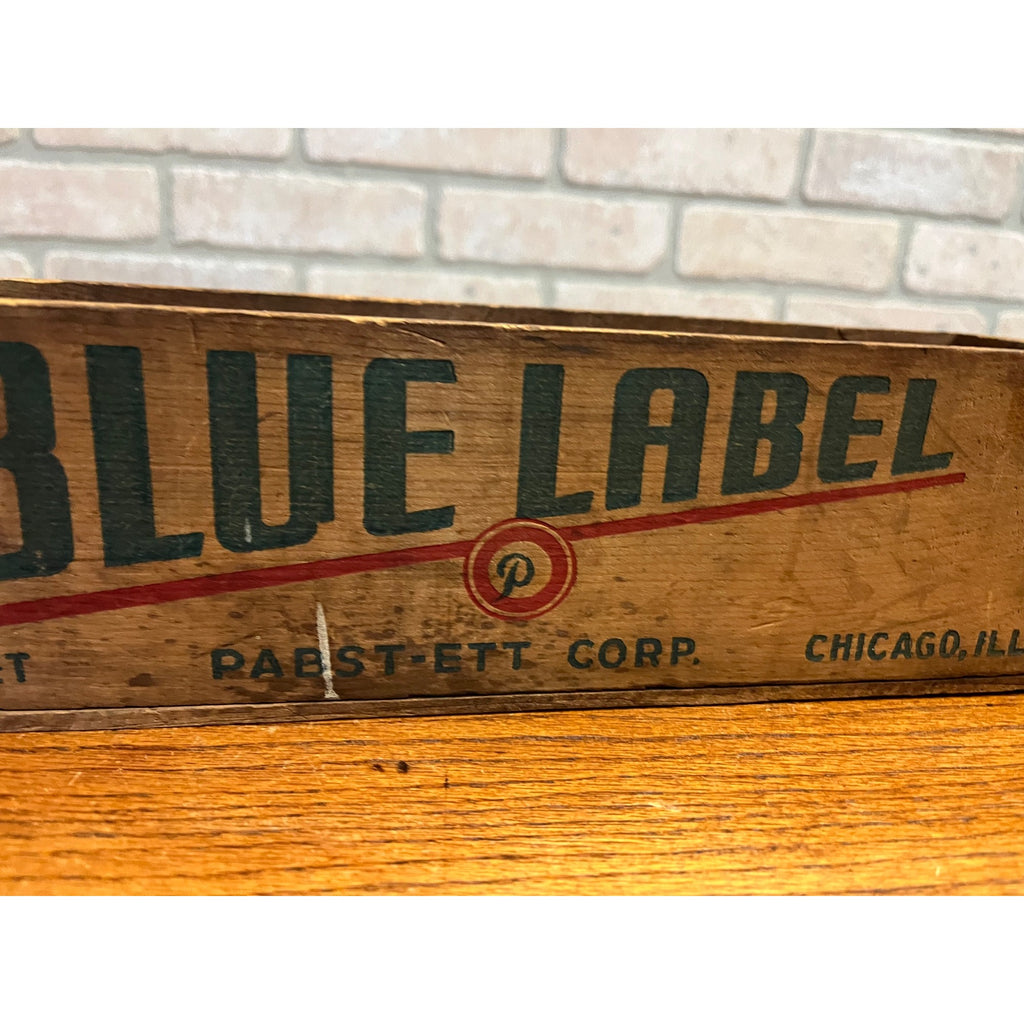 BLUE LABEL
P
PABST-ETT CORP. CHICAGO, ILL